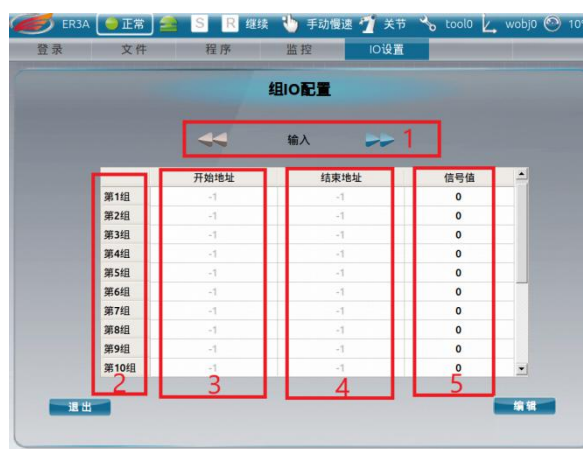 ER3A 正常 S R 继续 手动慢速 关节 tool0 wobj0 10
登录 文件 程序 监控 IO设置
组IO配置
输入 1
开始地址 结束地址 信号值
第1组 -1 -1 0
第2组 -1 -1 0
第3组 -1 -1 0
第4组 -1 -1 0
第5组 -1 -1 0
第6组 -1 -1 0
第7组 -1 -1 0
第8组 -1 -1 0
第9组 -1 -1 0
第10组 -1 -1 0
2 3 4 5
退出 编辑